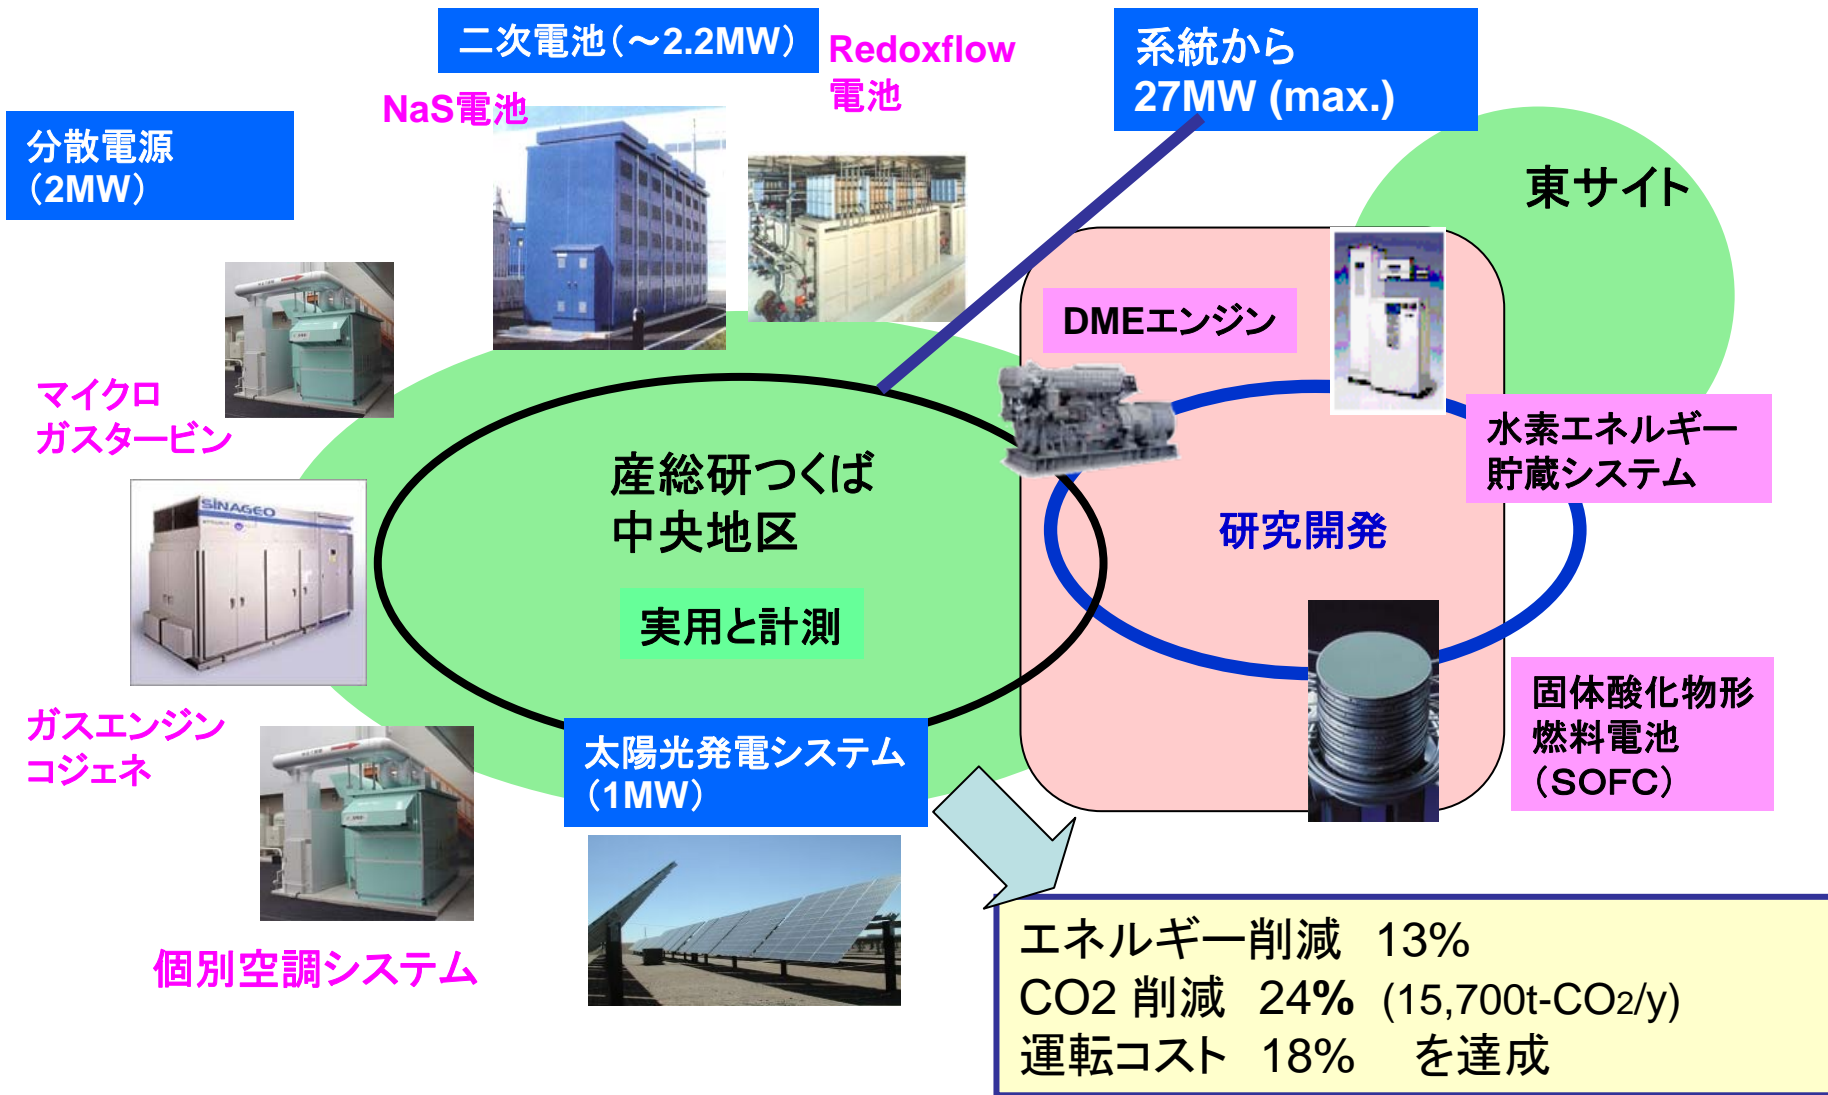 二次電池（～2.2MW）
Redoxflow
電池
系統から
27MW (max.)
NaS電池
分散電源
（2MW）
東サイト
DMEエンジン
マイクロ
ガスタービン
水素エネルギー
貯蔵システム
産総研つくば
中央地区
研究開発
SINAGEO
実用と計測
固体酸化物形
燃料電池
（SOFC）
ガスエンジン
コジェネ
太陽光発電システム
（1MW）
個別空調システム
エネルギー削減　13%
CO2 削減　24% (15,700t-CO2/y)
運転コスト　18%　を達成